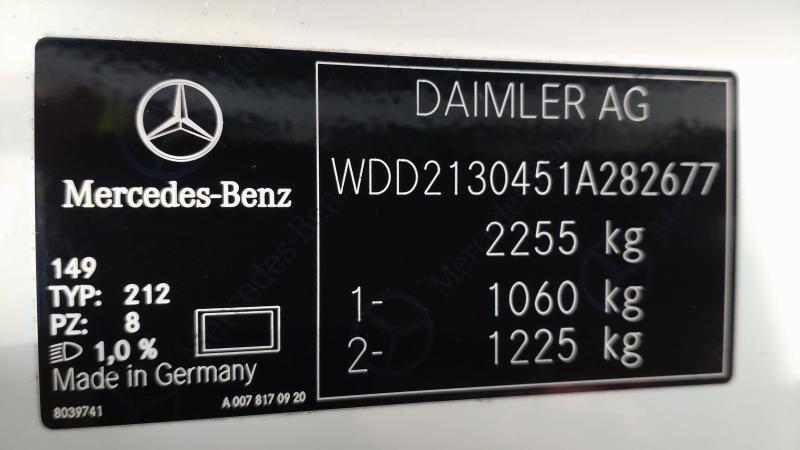 Mercedes-Benz
149
TYP: 212
PZ: 8
1,0 %
Made in Germany
8039741
A 007 817 09 20
DAIMLER AG
WDD2130451A282677
2255 kg
1- 1060 kg
2- 1225 kg